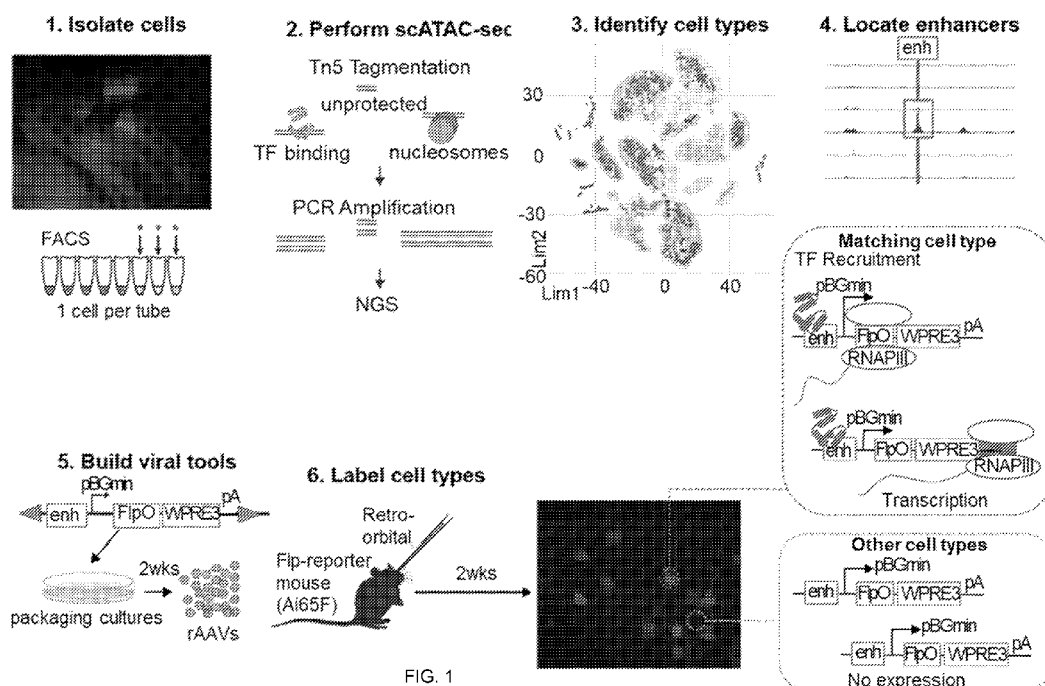 1. Isolate cells
FACS
1 cell per tube
2. Perform scATAC-sec
Tn5 Tagmentation
unprotected
TF binding
nucleosomes
PCR Amplification
NGS
3. Identify cell types
30
0
-30
-60
Lim2
Lim1
-40
0
40
4. Locate enhancers
enh
Matching cell type
TF Recruitment
pBGmin
enh
FlpO
WPRE3
pA
RNAPIII
pBGmin
enh
FlpO
WPRE3
RNAPIII
Transcription
5. Build viral tools
pBGmin
enh
FlpO
WPRE3
pA
packaging cultures
2wks
rAAVs
6. Label cell types
Retro-
orbital
Flp-reporter
mouse
(Ai65F)
2wks
Other cell types
pBGmin
enh
FlpO
WPRE3
pA
pBGmin
enh
FlpO
WPRE3
pA
No expression
FIG. 1